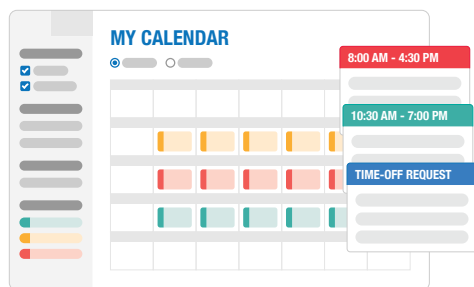 MY CALENDAR
8:00 AM - 4:30 PM
10:30 AM - 7:00 PM
TIME-OFF REQUEST